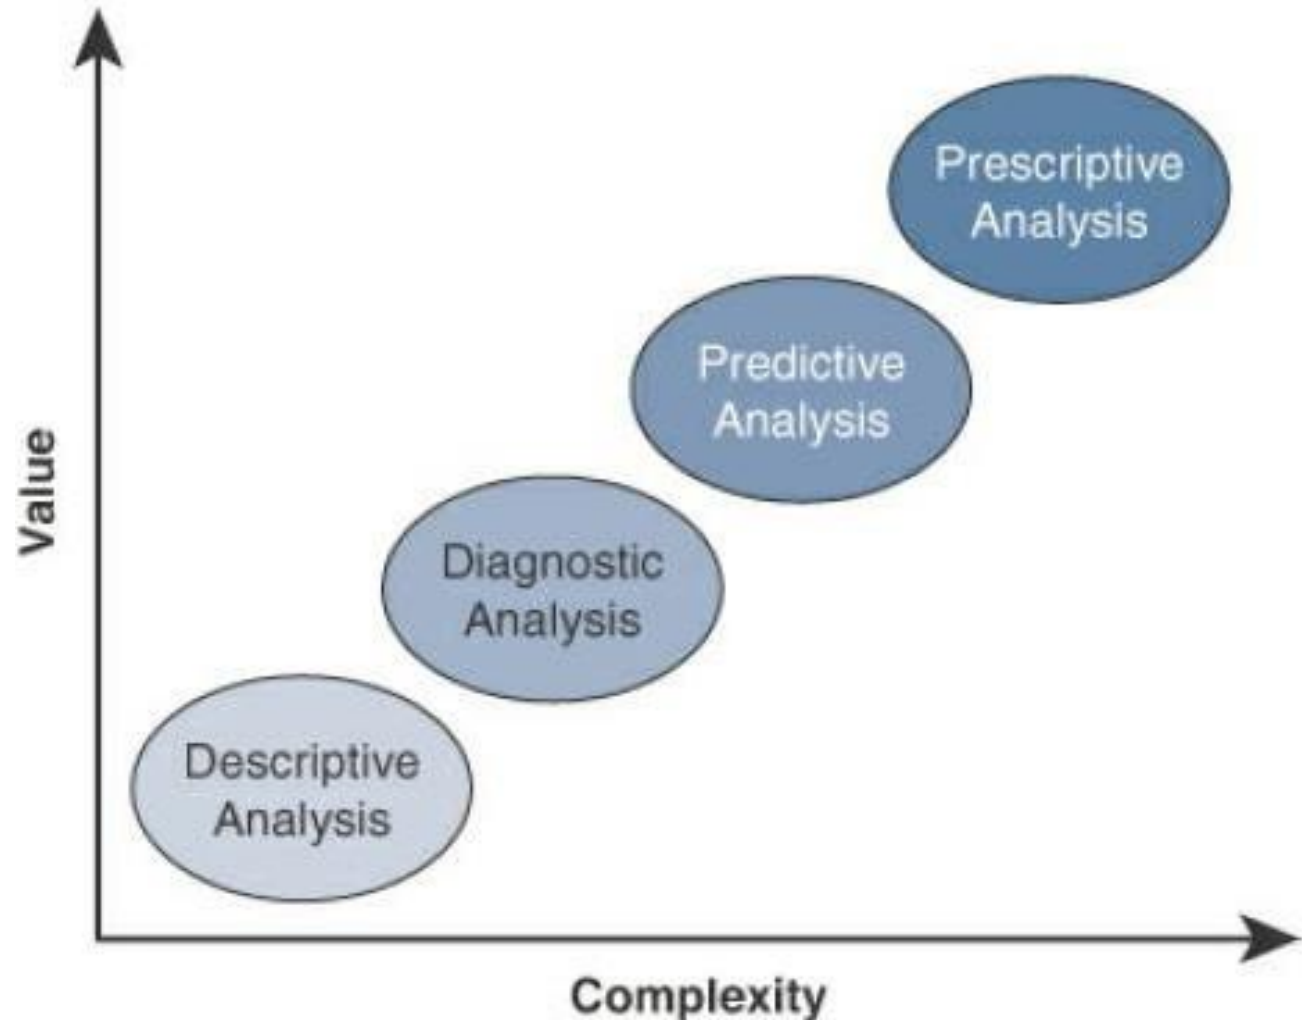 Prescriptive
Analysis
Predictive
Analysis
Value
Diagnostic
Analysis
Descriptive
Analysis
Complexity